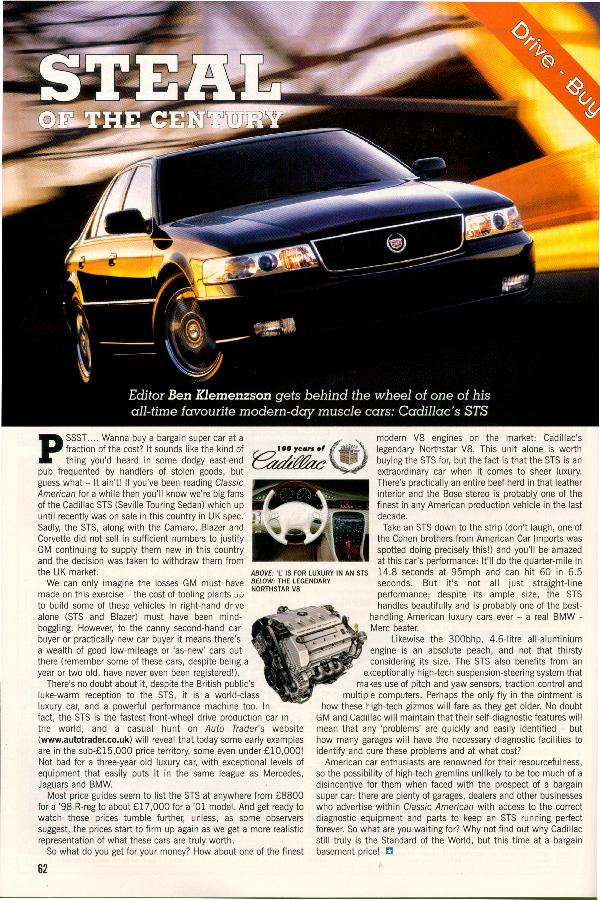 Drive - Buy
STEAL
OF THE CENTURY
Editor Ben Klemenzson gets behind the wheel of one of his
all-time favourite modern-day muscle cars: Cadillac's STS
PSSST.... Wanna buy a bargain super car at a
fraction of the cost? It sounds like the kind of
thing you'd heard in some dodgy east-end
pub frequented by handlers of stolen goods, but
guess what – It ain't! If you've been reading Classic
American for a while then you'll know we're big fans
of the Cadillac STS (Seville Touring Sedan) which up
until recently was on sale in this country in UK spec.
Sadly, the STS, along with the Camaro, Blazer and
Corvette did not sell in sufficient numbers to justify
GM continuing to supply them new in this country
and the decision was taken to withdraw them from
the UK market.
We can only imagine the losses GM must have
made on this exercise – the cost of tooling plants up
to build some of these vehicles in right-hand drive
alone (STS and Blazer) must have been mind-
boggling. However, to the canny second-hand car
buyer or practically-new car buyer it means there's
a wealth of good low-mileage or 'as-new' cars out
there (remember some of these cars, despite being a
year or two old, have never even been registered!).
There's no doubt about it, despite the British public's
luke-warm reception to the STS, it is a world-class
luxury car, and a powerful performance machine too. In
fact, the STS is the fastest front-wheel drive production car in
the world, and a casual hunt on Auto Trader's website
(www.autotrader.co.uk) will reveal that today some early examples
are in the sub-£15,000 price territory, some even under £10,000!
Not bad for a three-year old luxury car, with exceptional levels of
equipment that easily puts it in the same league as Mercedes,
Jaguars and BMW.
Most price guides seem to list the STS at anywhere from £8800
for a '98 R-reg to about £17,000 for a '01 model. And get ready to
watch those prices tumble further, unless, as some observers
suggest, the prices start to firm up again as we get a more realistic
representation of what these cars are truly worth.
So what do you get for your money? How about one of the finest
100 years of
Cadillac
ABOVE: 'L' IS FOR LUXURY IN AN STS
BELOW: THE LEGENDARY
NORTHSTAR V8
modern V8 engines on the market: Cadillac's
legendary Northstar V8. This unit alone is worth
buying the STS for, but the fact is that the STS is an
extraordinary car when it comes to sheer luxury.
There's practically an entire beef herd in that leather
interior and the Bose stereo is probably one of the
finest in any American production vehicle in the last
decade.
Take an STS down to the strip (don't laugh, one of
the Cohen brothers from American Car Imports was
spotted doing precisely this!) and you'll be amazed
at this car's performance: It'll do the quarter-mile in
14.8 seconds at 95mph and can hit 60 in 6.5
seconds. But it's not all just straight-line
performance; despite its ample size, the STS
handles beautifully and is probably one of the best-
handling American luxury cars ever – a real BMW -
Merc beater.
Likewise the 300bhp, 4.6-litre all-aluminium
engine is an absolute peach, and not that thirsty
considering its size. The STS also benefits from an
exceptionally high-tech suspension-steering system that
makes use of pitch and yaw sensors, traction control and
multiple computers. Perhaps the only fly in the ointment is
how these high-tech gizmos will fare as they get older. No doubt
GM and Cadillac will maintain that their self-diagnostic features will
mean that any 'problems' are quickly and easily identified – but
how many garages will have the necessary diagnostic facilities to
identify and cure these problems and at what cost?
American car enthusiasts are renowned for their resourcefulness,
so the possibility of high-tech gremlins unlikely to be too much of a
disincentive for them when faced with the prospect of a bargain
super car: there are plenty of garages, dealers and other businesses
who advertise within Classic American with access to the correct
diagnostic equipment and parts to keep an STS running perfect
forever. So what are you waiting for? Why not find out why Cadillac
still truly is the Standard of the World, but this time at a bargain
basement price!
62